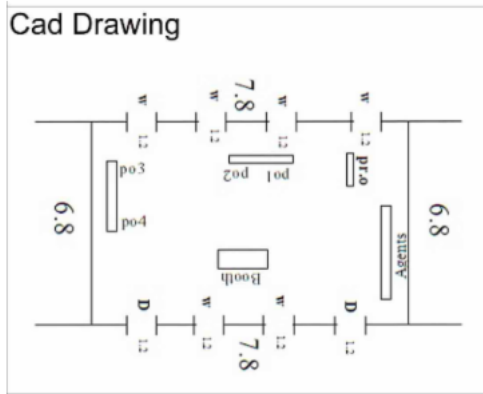 Cad Drawing
7.8
w w w w
1.2 1.2 1.2 1.2
po3
po2 po1
pr.o
po4
6.8
6.8
Agents
Booth
D w w D
1.2 1.2 1.2 1.2
7.8